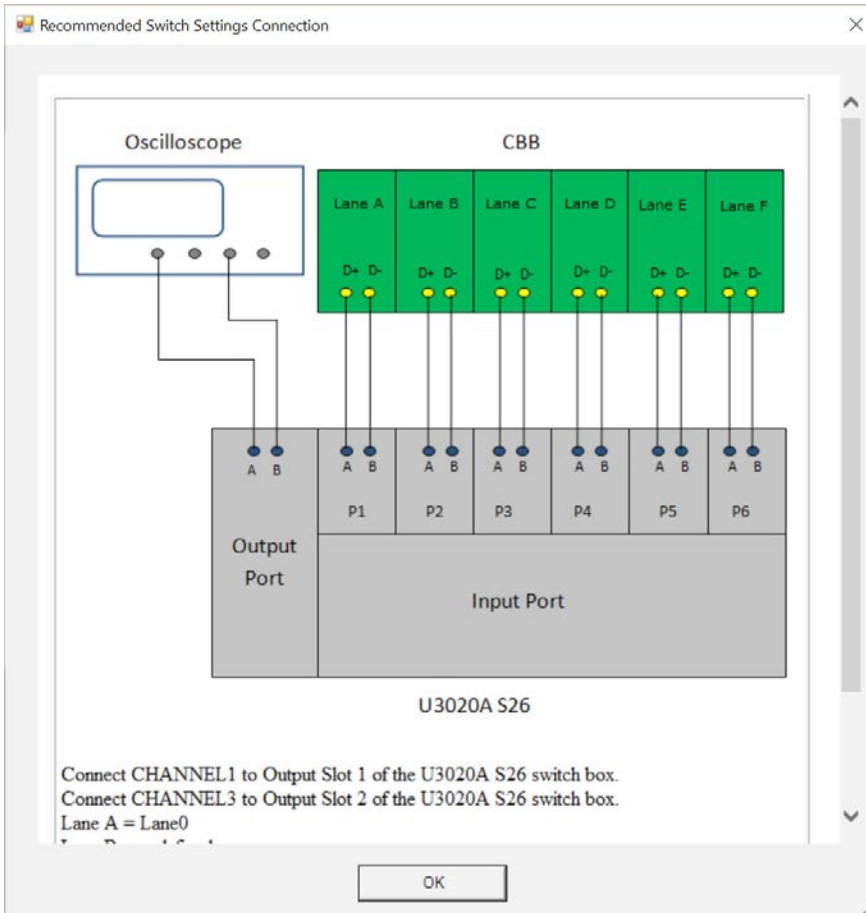 Recommended Switch Settings Connection
Oscilloscope CBB
Lane A Lane B Lane C Lane D Lane E Lane F
D+ D- D+ D- D+ D- D+ D- D+ D- D+ D-
A B A B A B A B A B A B A B
P1 P2 P3 P4 P5 P6
Output
Port
Input Port
U3020A S26
Connect CHANNEL1 to Output Slot 1 of the U3020A S26 switch box.
Connect CHANNEL3 to Output Slot 2 of the U3020A S26 switch box.
Lane A = Lane0
OK